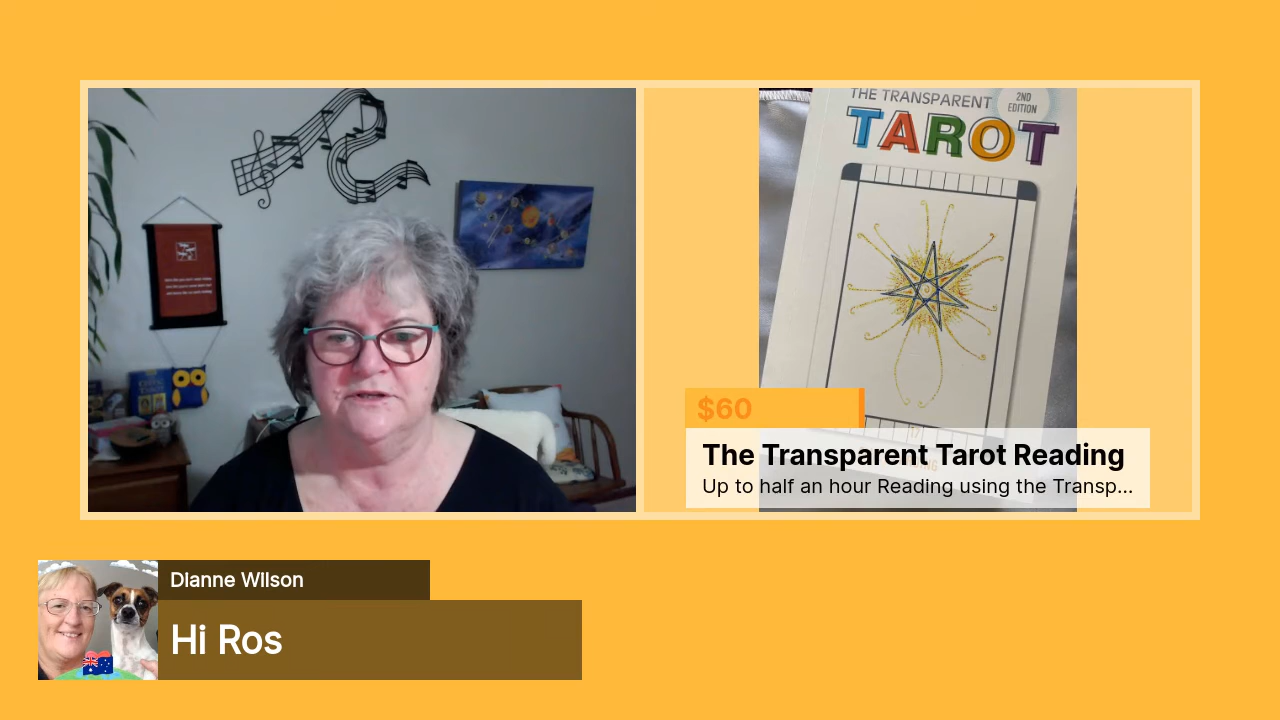 THE TRANSPARENT
2ND
EDITION
TAROT
$60
The Transparent Tarot Reading
Up to half an hour Reading using the Transp...
Dianne Wilson
Hi Ros